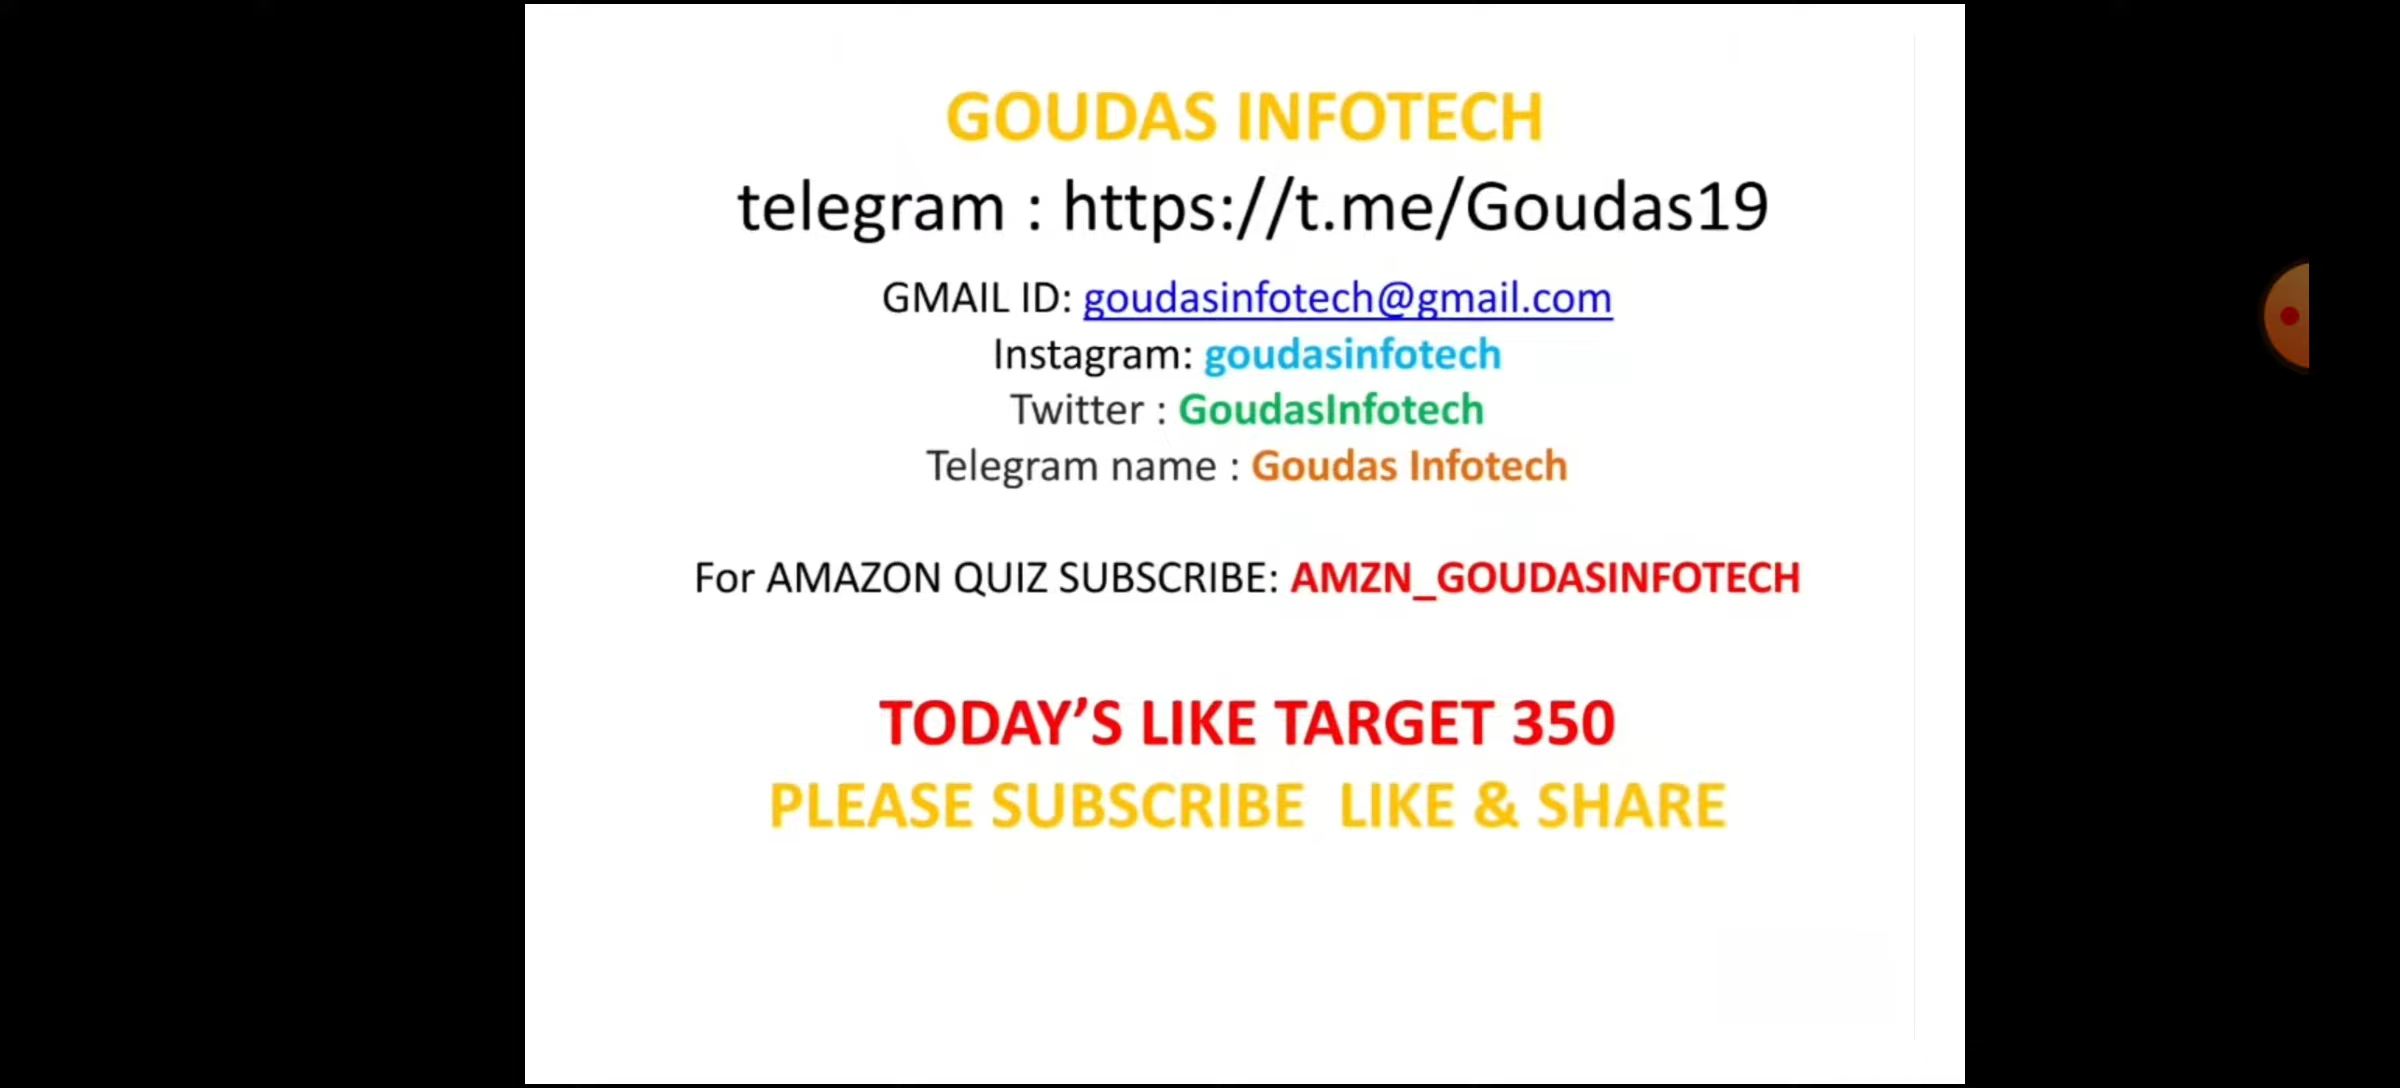 GOUDAS INFOTECH
telegram : https://t.me/Goudas19
GMAIL ID: goudasinfotech@gmail.com
Instagram: goudasinfotech
Twitter : GoudasInfotech
Telegram name : Goudas Infotech
For AMAZON QUIZ SUBSCRIBE: AMZN_GOUDASINFOTECH
TODAY’S LIKE TARGET 350
PLEASE SUBSCRIBE  LIKE & SHARE